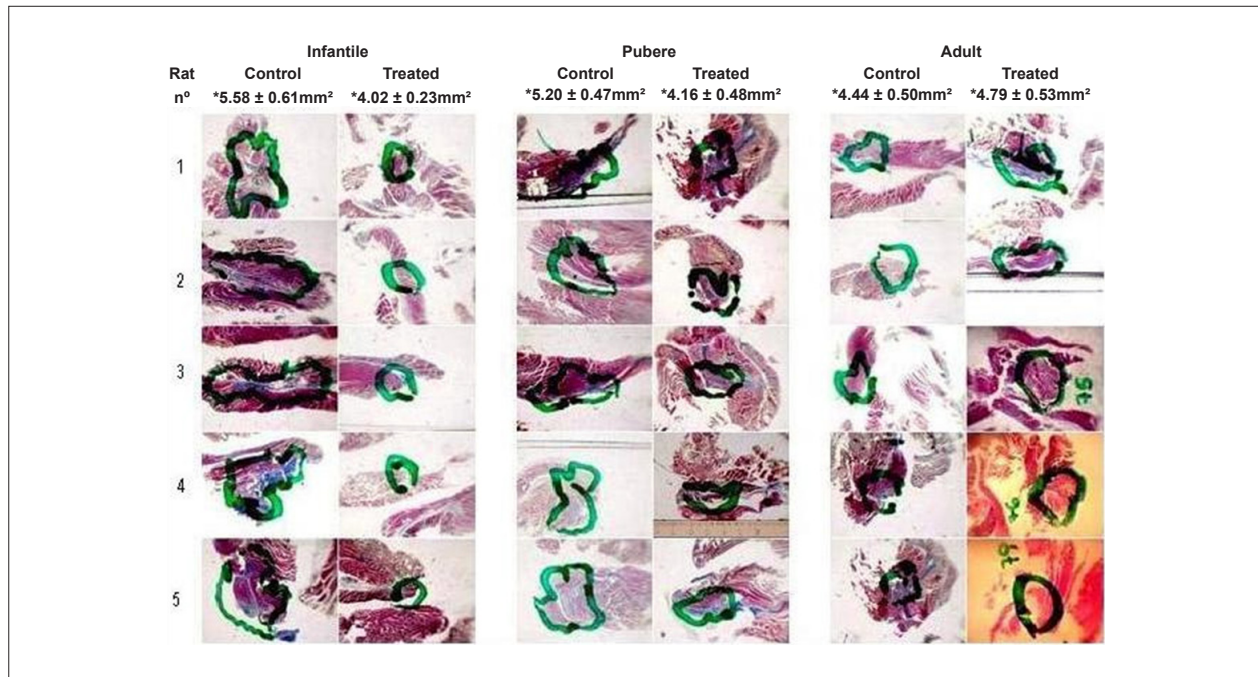 Infantile Pubere Adult
Rat Control Treated Control Treated Control Treated
nº *5.58 ± 0.61mm² *4.02 ± 0.23mm² *5.20 ± 0.47mm² *4.16 ± 0.48mm² *4.44 ± 0.50mm² *4.79 ± 0.53mm²
1
2
3
4
5